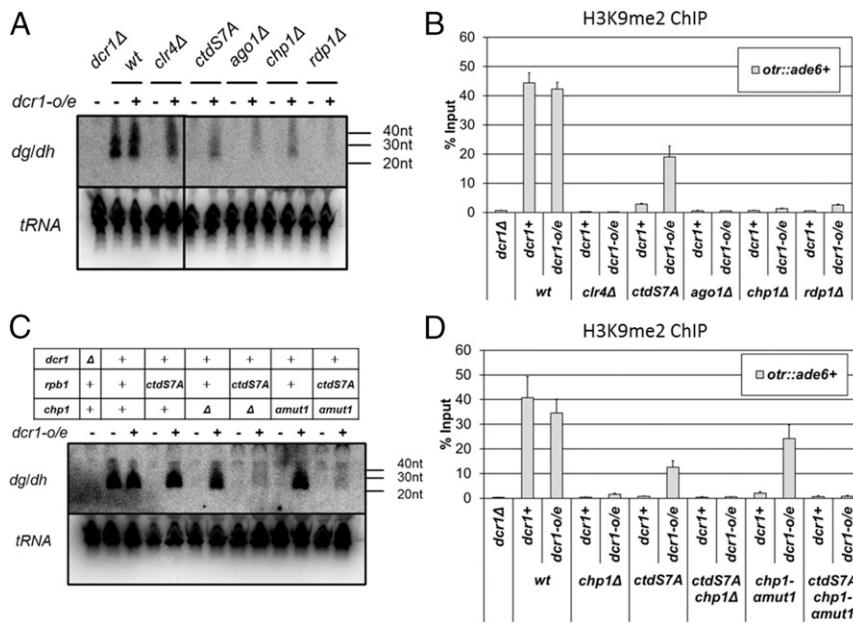 A
dcr1Δ wt clr4Δ ctdS7A ago1Δ chp1Δ rdp1Δ
dcr1-o/e - - + - + - + - + - + - +
dg/dh
40nt
30nt
20nt
tRNA
B
H3K9me2 ChIP
% Input
60
50
40
30
20
10
0
otr::ade6+
dcr1Δ dcr1+ dcr1-o/e dcr1+ dcr1-o/e dcr1+ dcr1-o/e dcr1+ dcr1-o/e dcr1+ dcr1-o/e dcr1+ dcr1-o/e
wt clr4Δ ctdS7A ago1Δ chp1Δ rdp1Δ
C
dcr1 Δ + + + + + +
rpb1 + + ctdS7A + ctdS7A + ctdS7A
chp1 + + + Δ Δ αmut1 αmut1
dcr1-o/e - - + - + - + - + - + - +
dg/dh
40nt
30nt
20nt
tRNA
D
H3K9me2 ChIP
% Input
60
50
40
30
20
10
0
otr::ade6+
dcr1Δ dcr1+ dcr1-o/e dcr1+ dcr1-o/e dcr1+ dcr1-o/e dcr1+ dcr1-o/e dcr1+ dcr1-o/e dcr1+ dcr1-o/e
wt chp1Δ ctdS7A ctdS7A chp1- ctdS7A
chp1Δ αmut1 chp1-
αmut1